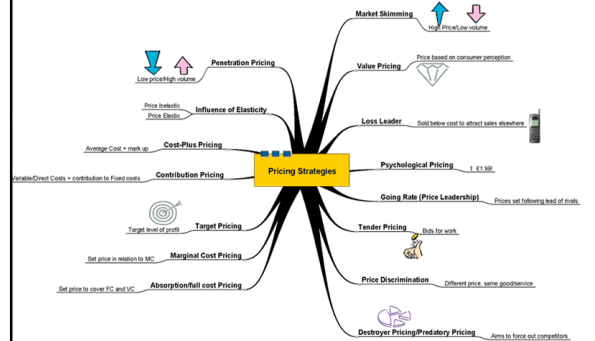 Market Skimming
High Price/Low volume
Penetration Pricing
Low price/High volume
Value Pricing
Price based on consumer perception
Price Inelastic
Influence of Elasticity
Price Elastic
Loss Leader
Sold below cost to attract sales elsewhere
Cost-Plus Pricing
Average Cost + mark up
Pricing Strategies
Psychological Pricing
£1.99!
Contribution Pricing
Variable/Direct Costs + contribution to Fixed costs
Going Rate (Price Leadership)
Prices set following lead of rivals
Target Pricing
Target level of profit
Tender Pricing
Bids for work
Marginal Cost Pricing
Set price in relation to MC
Price Discrimination
Different price, same good/service
Absorption/full cost Pricing
Set price to cover FC and VC
Destroyer Pricing/Predatory Pricing
Aims to force out competitors